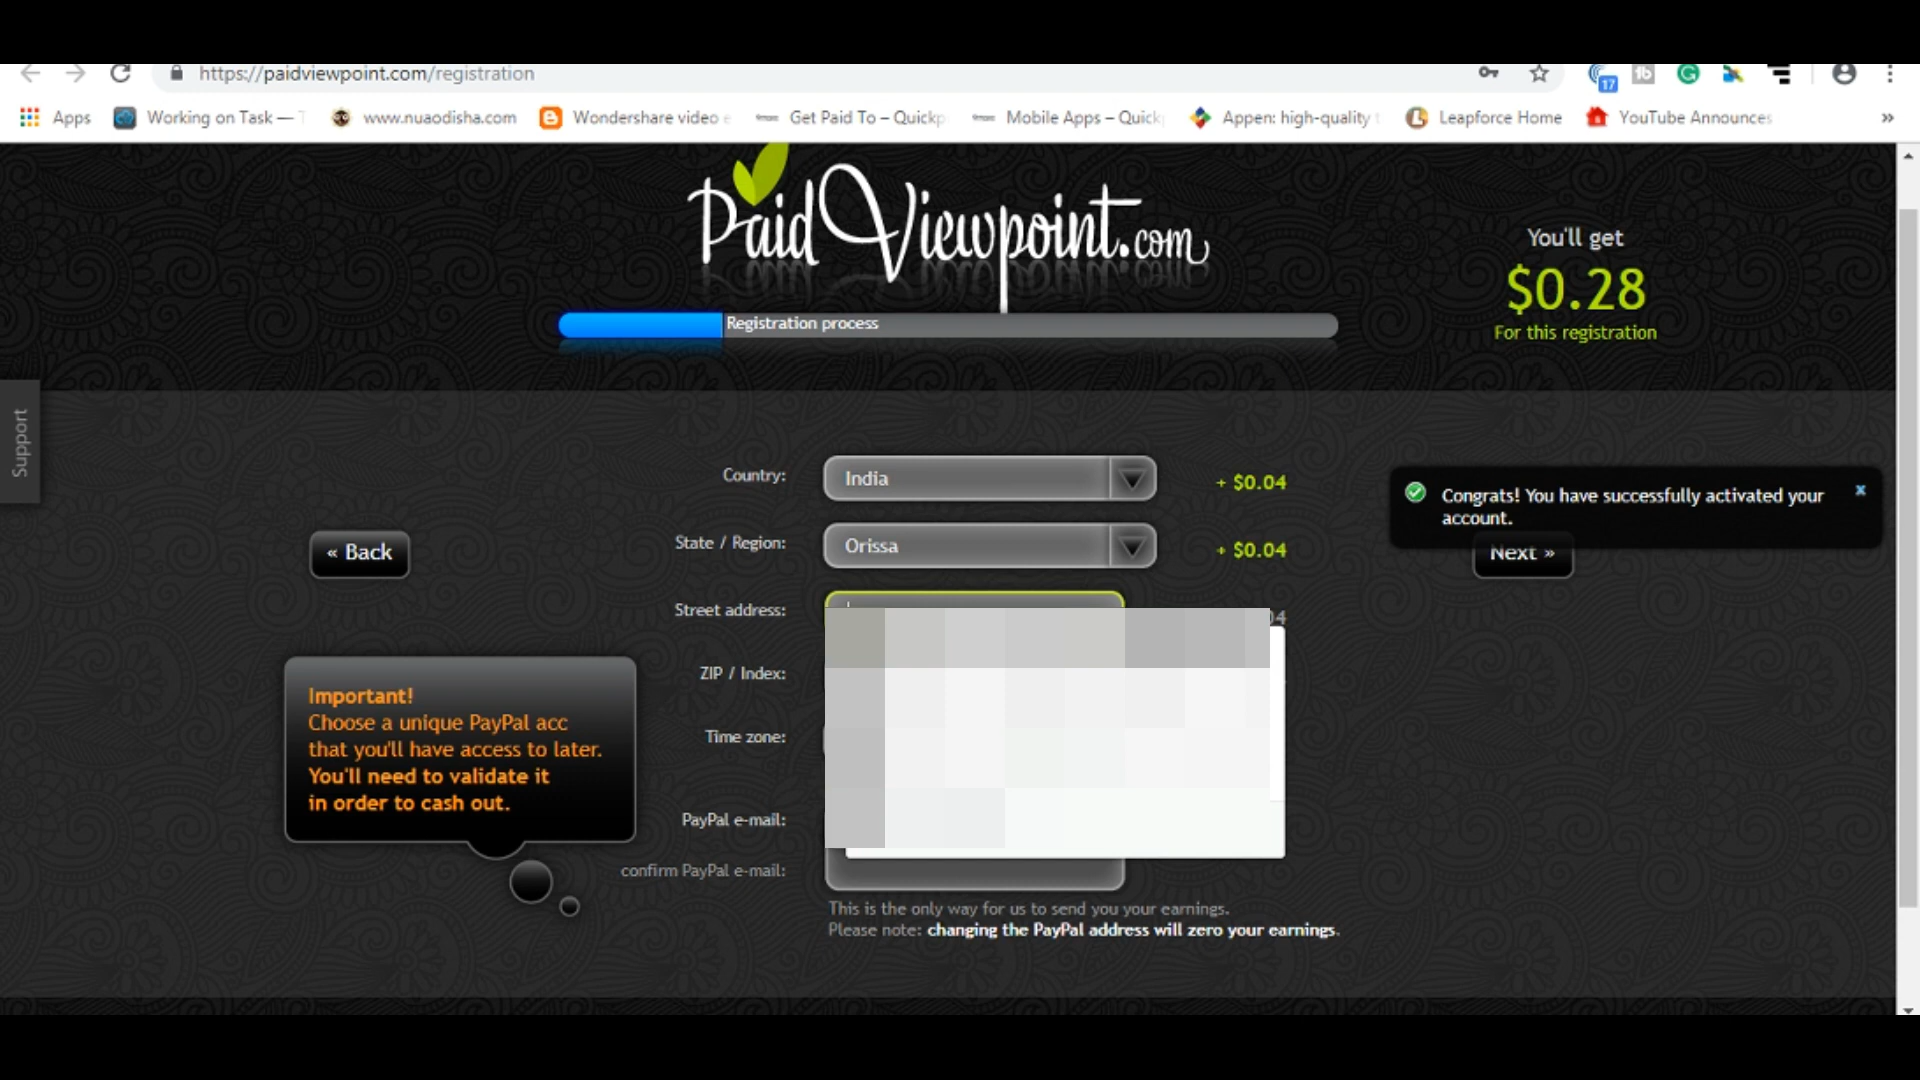 https://paidviewpoint.com/registration
17
Apps
Working on Task —
www.nuaodisha.com
Wondershare video
Get Paid To – Quickp
Mobile Apps – Quick
Appen: high-quality
Leapforce Home
YouTube Announces
»
PaidViewpoint.com
You'll get
$0.28
For this registration
Registration process
Support
Country:
India
+ $0.04
Congrats! You have successfully activated your
account.
x
State / Region:
Orissa
+ $0.04
« Back
Next »
Street address:
04
ZIP / Index:
Important!
Choose a unique PayPal acc
that you'll have access to later.
You'll need to validate it
in order to cash out.
Time zone:
PayPal e-mail:
confirm PayPal e-mail:
This is the only way for us to send you your earnings.
Please note: changing the PayPal address will zero your earnings.